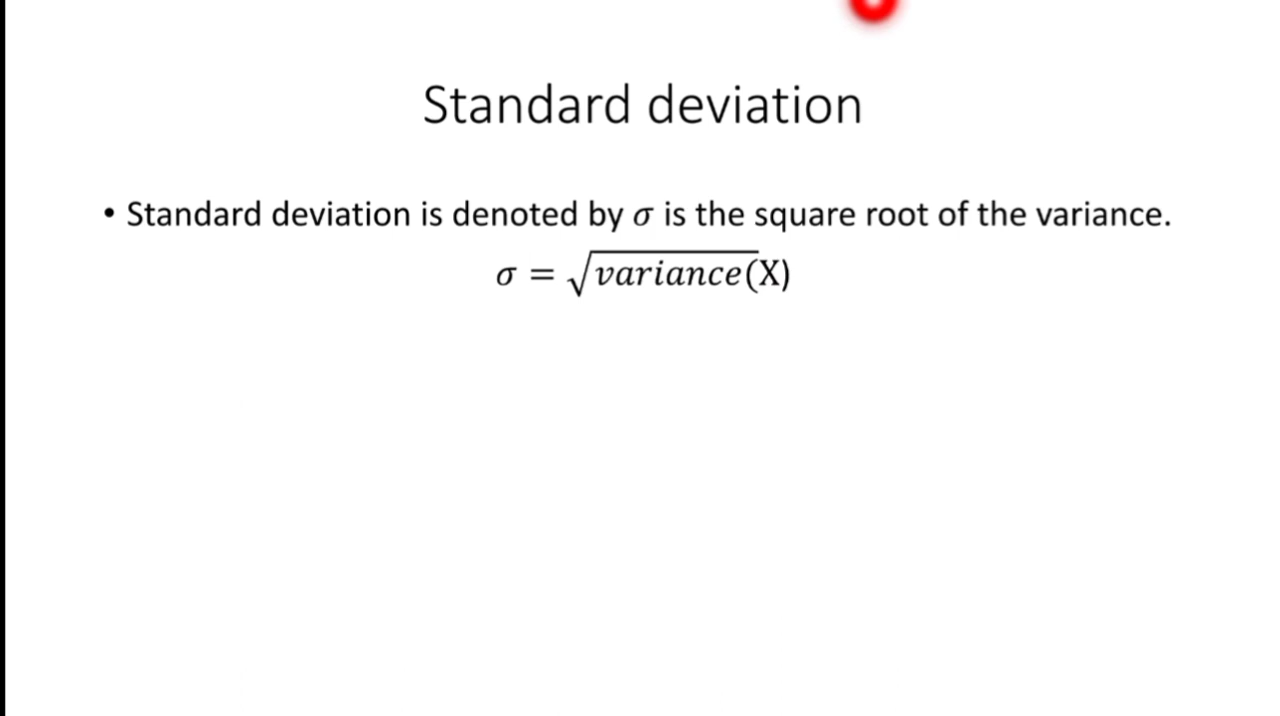 Standard deviation
• Standard deviation is denoted by σ is the square root of the variance.
σ = √variance(X)